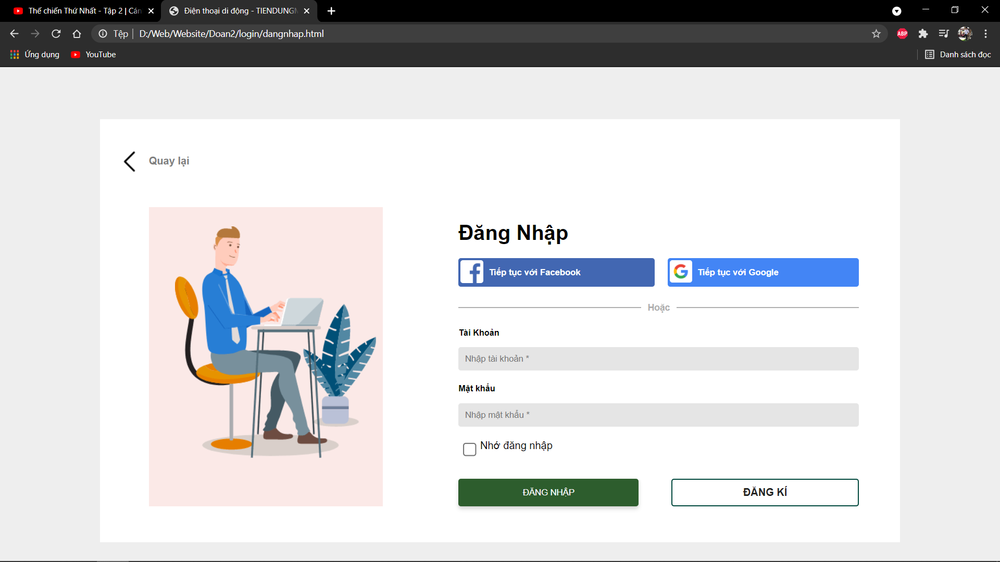 Thế chiến Thứ Nhất - Tập 2 | Cán
Điện thoại di động - TIENDUNG
Tệp | D:/Web/Website/Doan2/login/dangnhap.html
ABP
Ứng dụng
YouTube
Danh sách đọc
Quay lại
Đăng Nhập
Tiếp tục với Facebook
Tiếp tục với Google
Hoặc
Tài Khoản
Nhập tài khoản *
Mật khẩu
Nhập mật khẩu *
Nhớ đăng nhập
ĐĂNG NHẬP
ĐĂNG KÍ